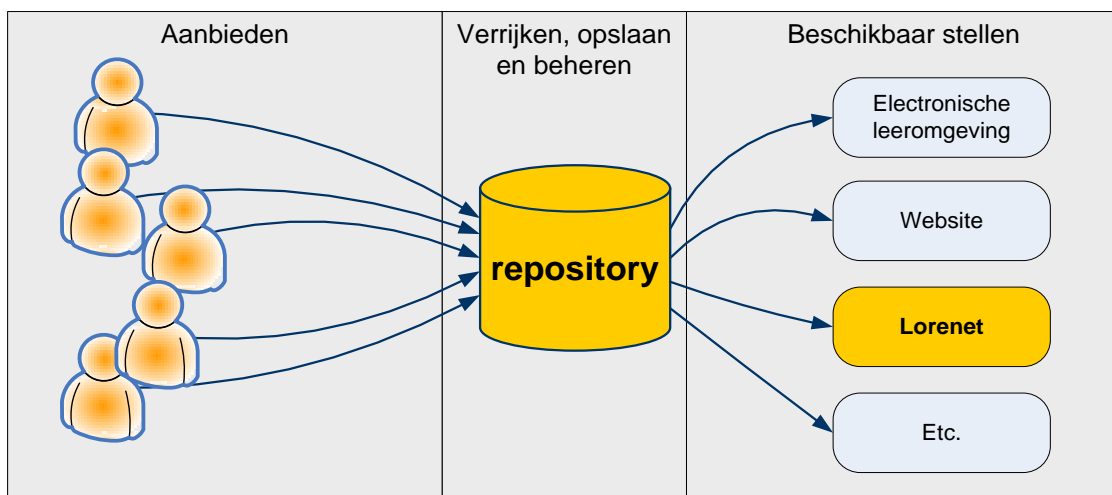 Aanbieden
Verrijken, opslaan
en beheren
Beschikbaar stellen
Electronische
leeromgeving
Website
repository
Lorenet
Etc.